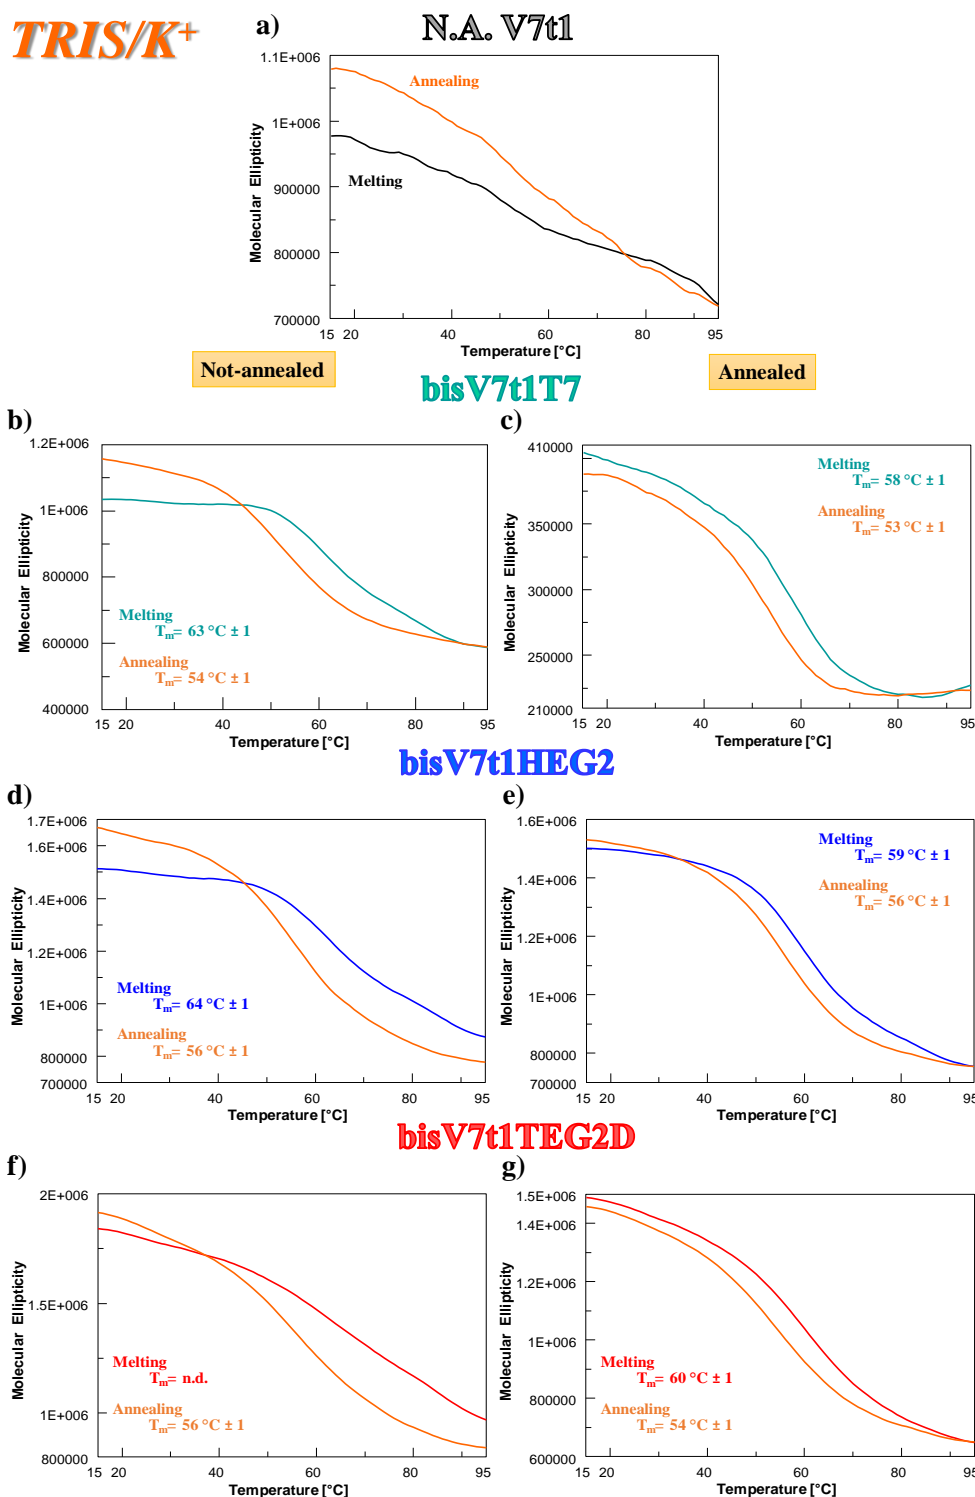 TRIS/K+
a)
N.A. V7t1
1.1E+006
1E+006
900000
800000
700000
Molecular Ellipticity
Annealing
Melting
15 20 40 60 80 95
Temperature [°C]
Not-annealed
Annealed
bisV7t1T7
b)
1.2E+006
1E+006
800000
600000
400000
Molecular Ellipticity
Melting
Tm= 63 °C ± 1
Annealing
Tm= 54 °C ± 1
15 20 40 60 80 95
Temperature [°C]
c)
410000
350000
300000
250000
210000
Molecular Ellipticity
Melting
Tm= 58 °C ± 1
Annealing
Tm= 53 °C ± 1
15 20 40 60 80 95
Temperature [°C]
bisV7t1HEG2
d)
1.7E+006
1.6E+006
1.4E+006
1.2E+006
1E+006
800000
700000
Molecular Ellipticity
Melting
Tm= 64 °C ± 1
Annealing
Tm= 56 °C ± 1
15 20 40 60 80 95
Temperature [°C]
e)
1.6E+006
1.4E+006
1.2E+006
1E+006
800000
700000
Molecular Ellipticity
Melting
Tm= 59 °C ± 1
Annealing
Tm= 56 °C ± 1
15 20 40 60 80 95
Temperature [°C]
bisV7t1TEG2D
f)
2E+006
1.5E+006
1E+006
800000
Molecular Ellipticity
Melting
Tm= n.d.
Annealing
Tm= 56 °C ± 1
15 20 40 60 80 95
Temperature [°C]
g)
1.5E+006
1.4E+006
1.2E+006
1E+006
800000
600000
Molecular Ellipticity
Melting
Tm= 60 °C ± 1
Annealing
Tm= 54 °C ± 1
15 20 40 60 80 95
Temperature [°C]